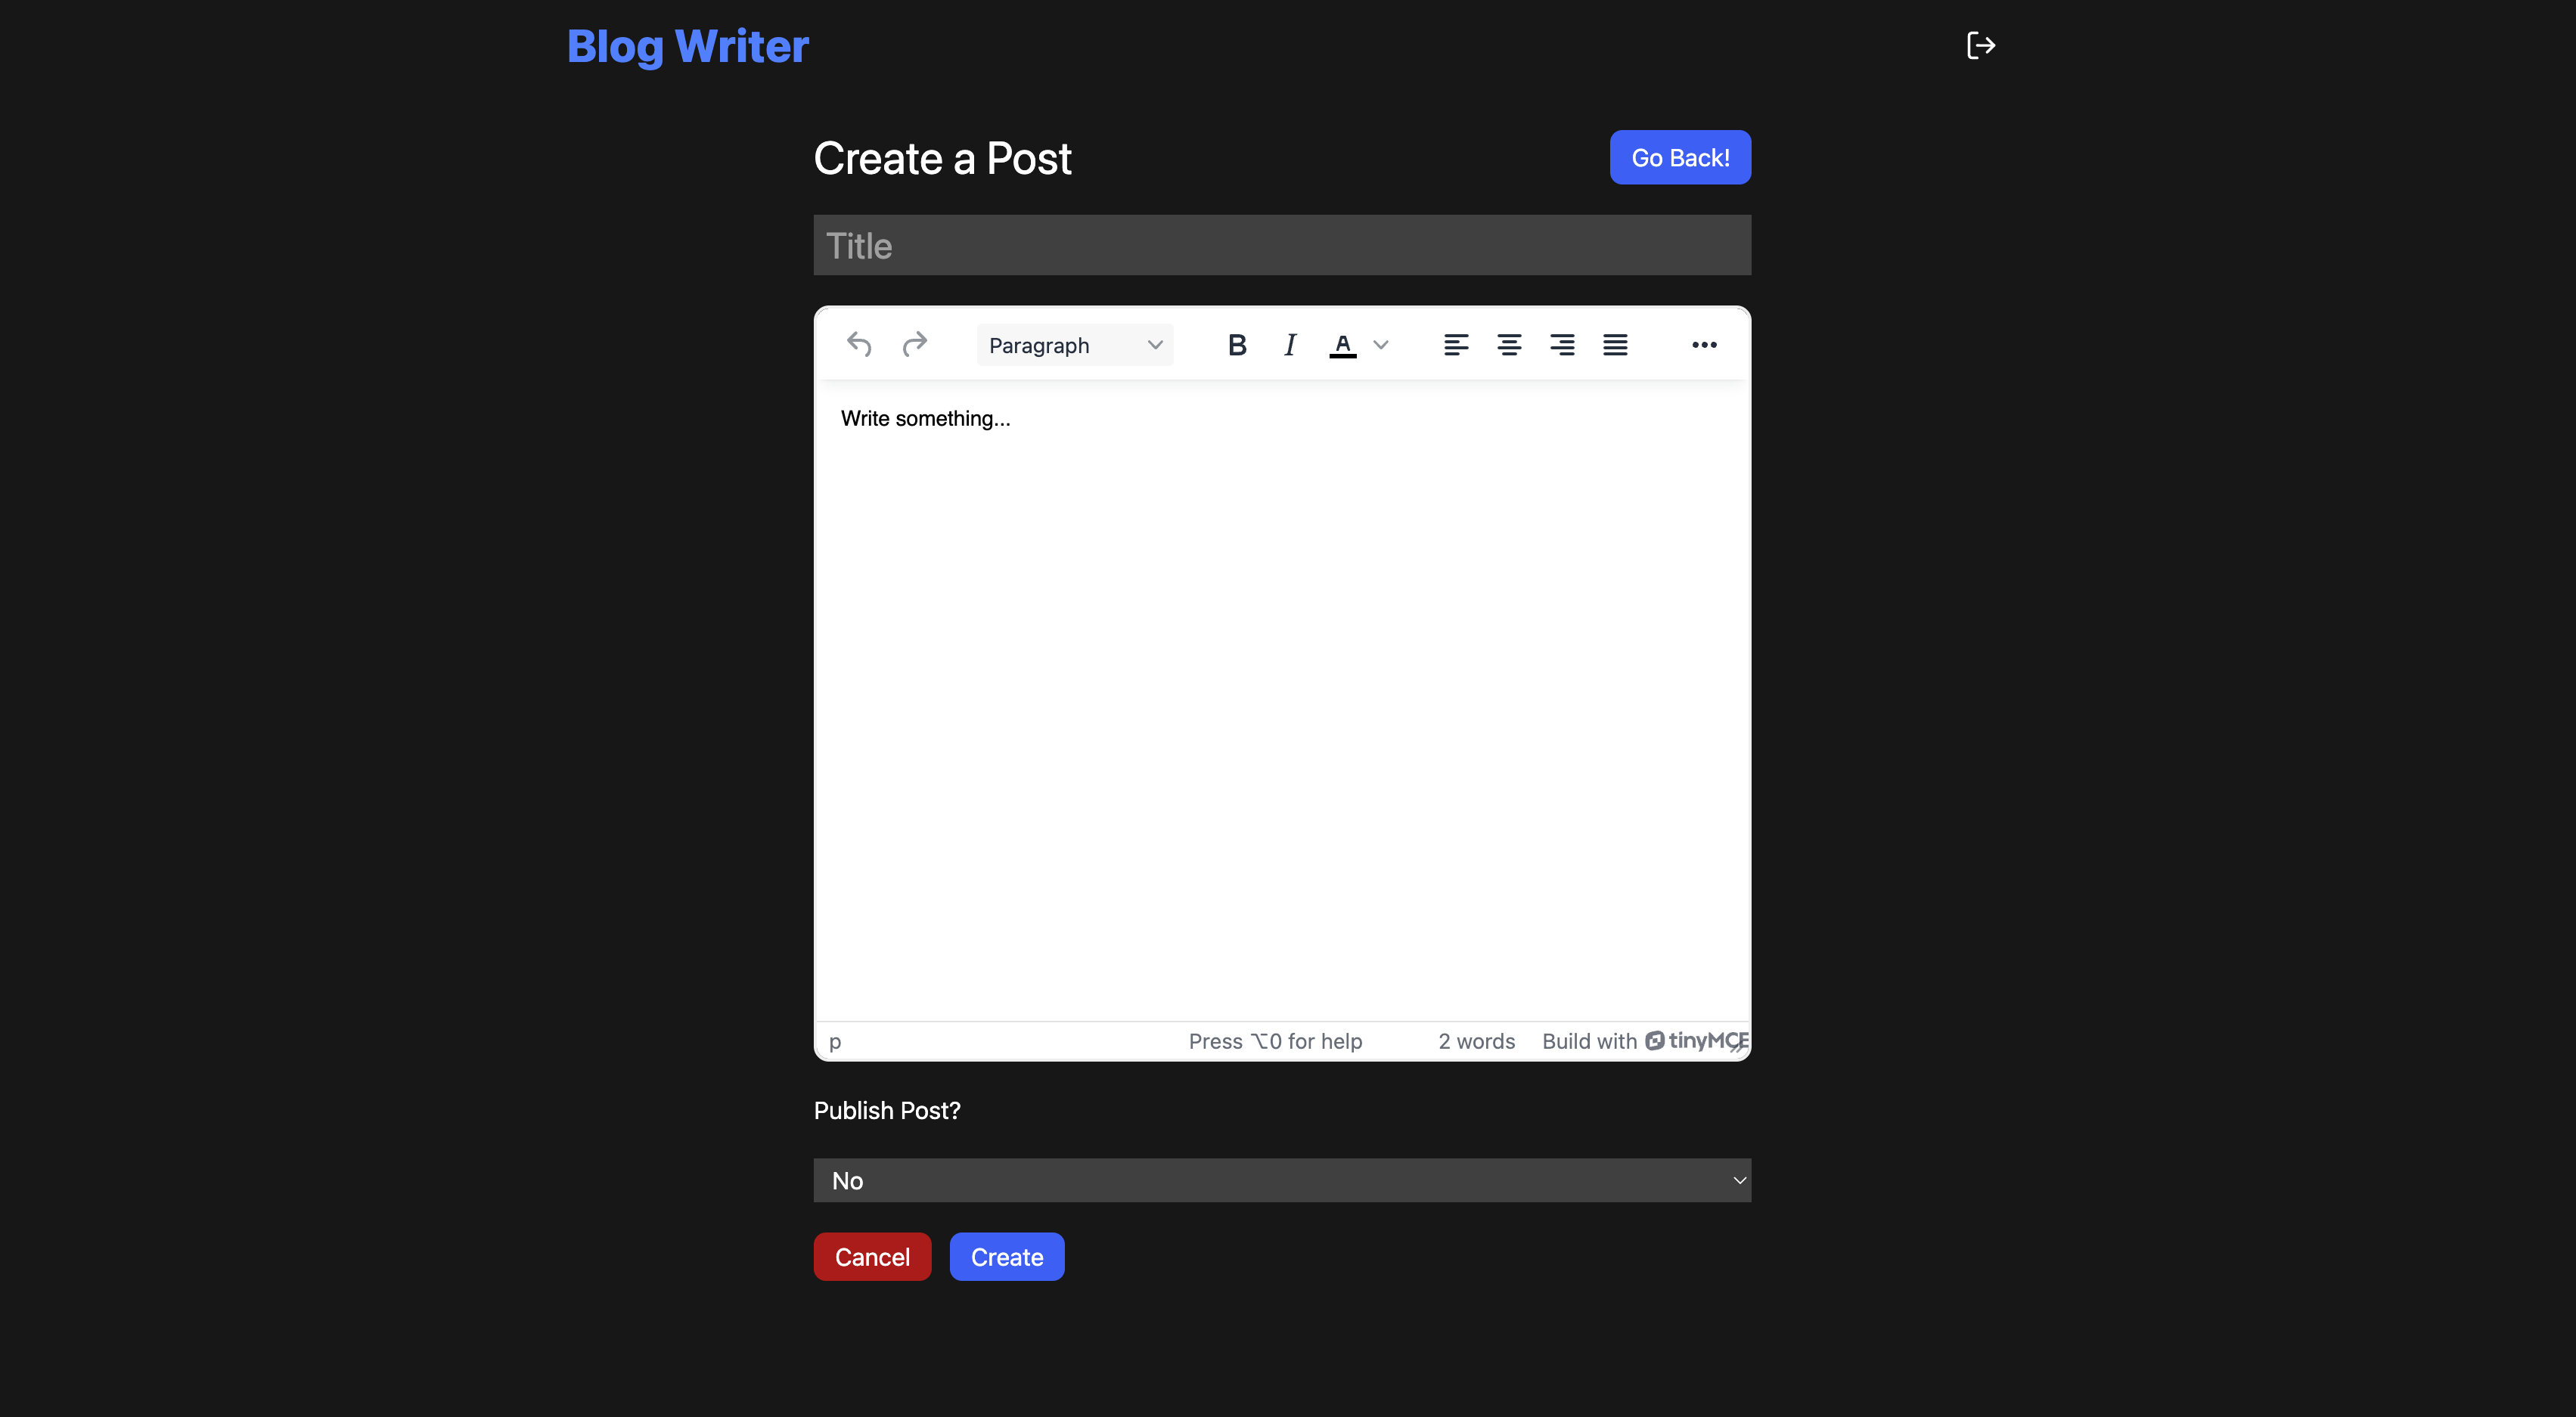 Blog Writer
Create a Post
Go Back!
Title
Paragraph
B I A
Write something...
p
Press ⌥0 for help
2 words
Build with tinyMCE
Publish Post?
No
Cancel
Create